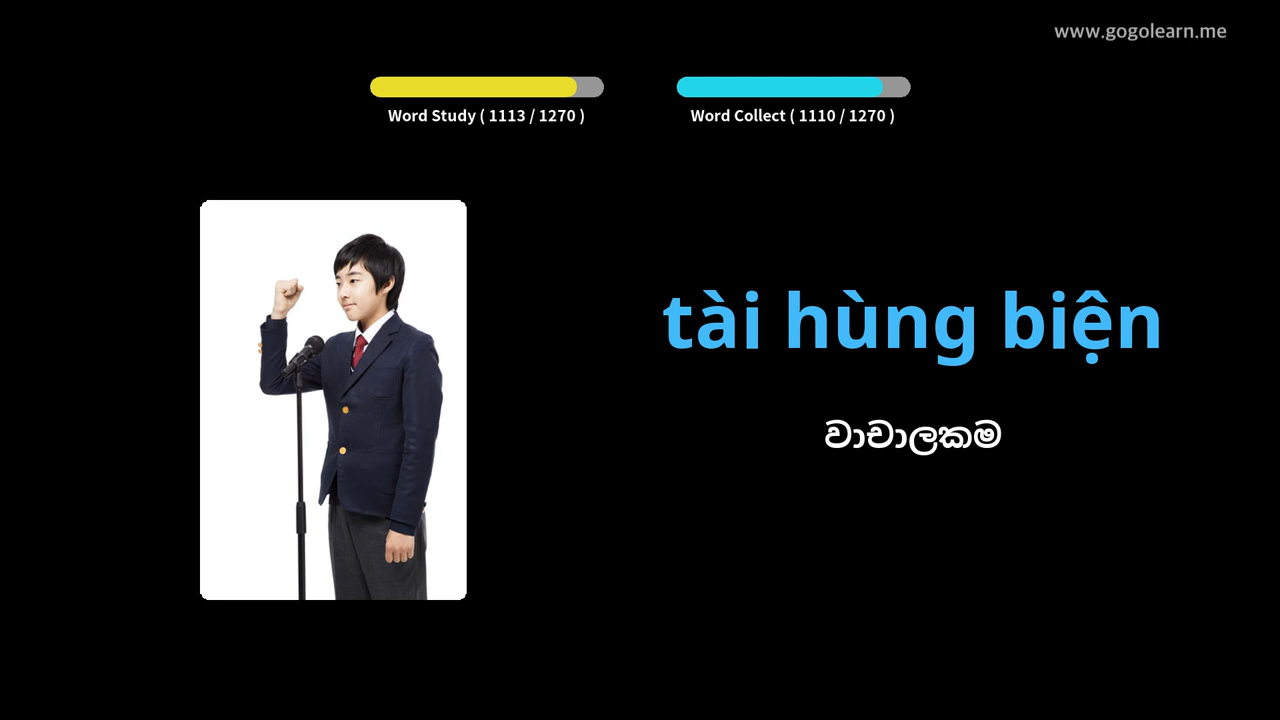 www.gogolearn.me
Word Study ( 1113 / 1270 )
Word Collect ( 1110 / 1270 )
tài hùng biện
වාචාලකම